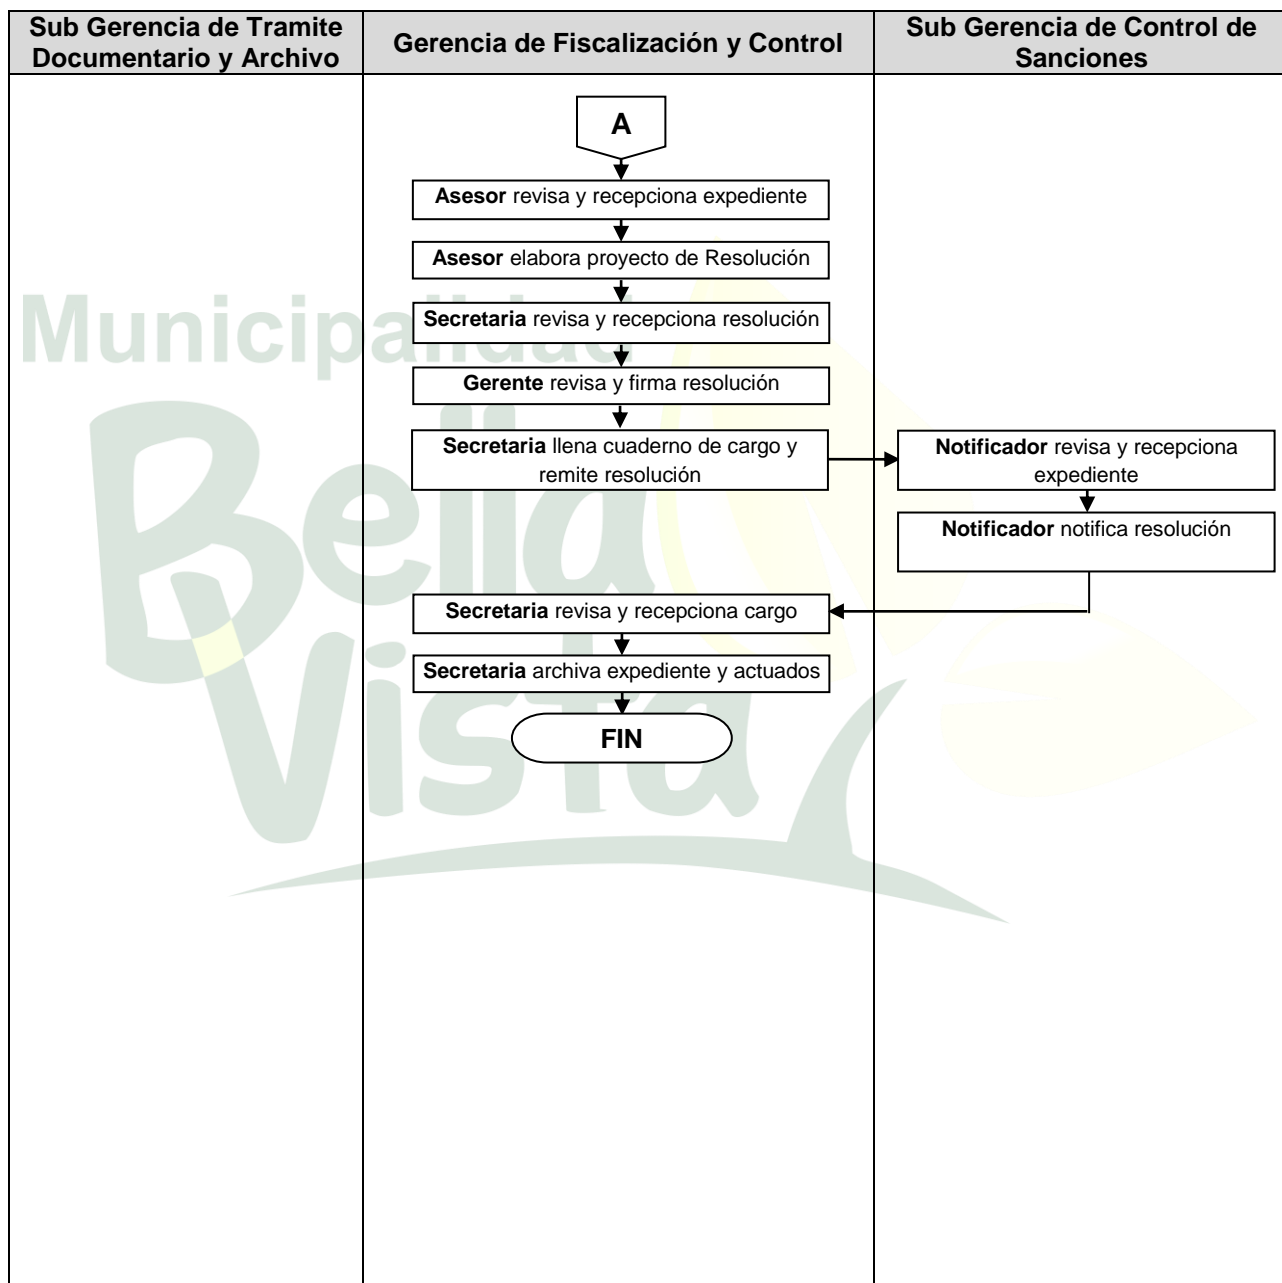 Sub Gerencia de Tramite
Documentario y Archivo
Gerencia de Fiscalización y Control
Sub Gerencia de Control de
Sanciones
A
Asesor revisa y recepciona expediente
Asesor elabora proyecto de Resolución
Secretaria revisa y recepciona resolución
Gerente revisa y firma resolución
Secretaria llena cuaderno de cargo y
remite resolución
Notificador revisa y recepciona
expediente
Notificador notifica resolución
Secretaria revisa y recepciona cargo
Secretaria archiva expediente y actuados
FIN
Municipalidad
Bella
Vista